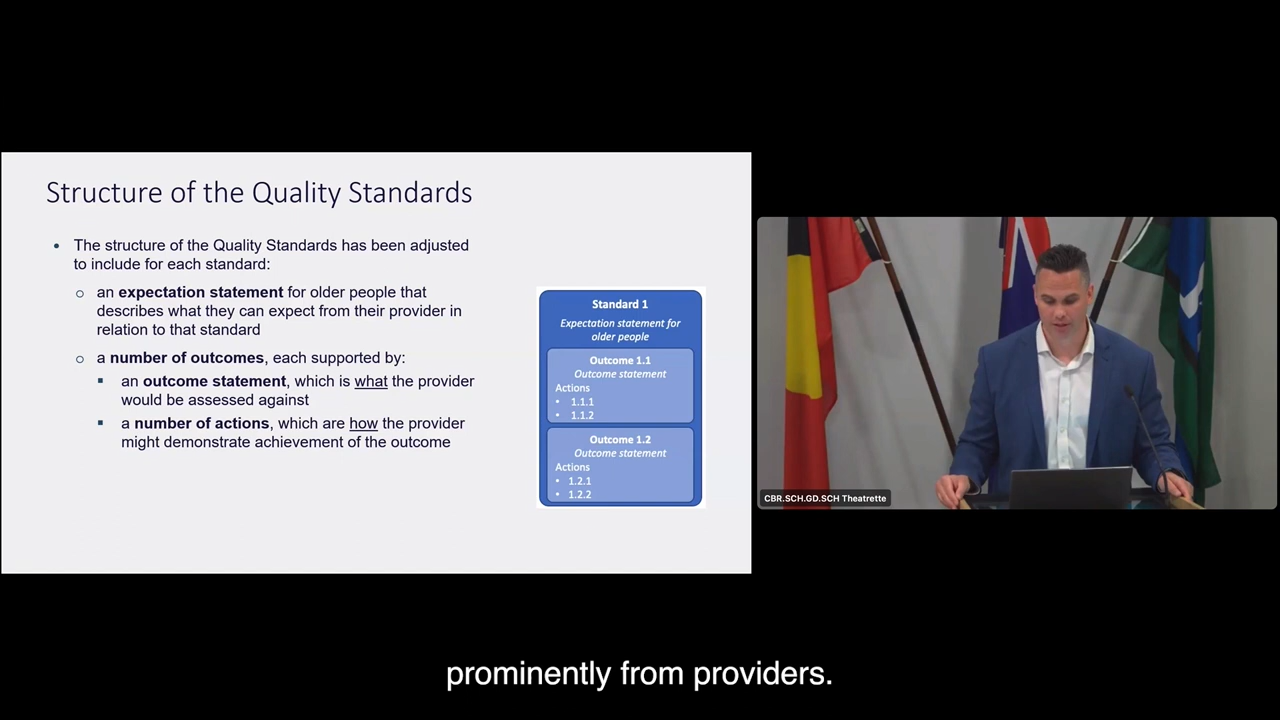 Structure of the Quality Standards
• The structure of the Quality Standards has been adjusted
to include for each standard:
o an expectation statement for older people that
describes what they can expect from their provider in
relation to that standard
o a number of outcomes, each supported by:
▪ an outcome statement, which is what the provider
would be assessed against
▪ a number of actions, which are how the provider
might demonstrate achievement of the outcome
Standard 1
Expectation statement for
older people
Outcome 1.1
Outcome statement
Actions
• 1.1.1
• 1.1.2
Outcome 1.2
Outcome statement
Actions
• 1.2.1
• 1.2.2
CBR.SCH.GD.SCH Theatrette
prominently from providers.